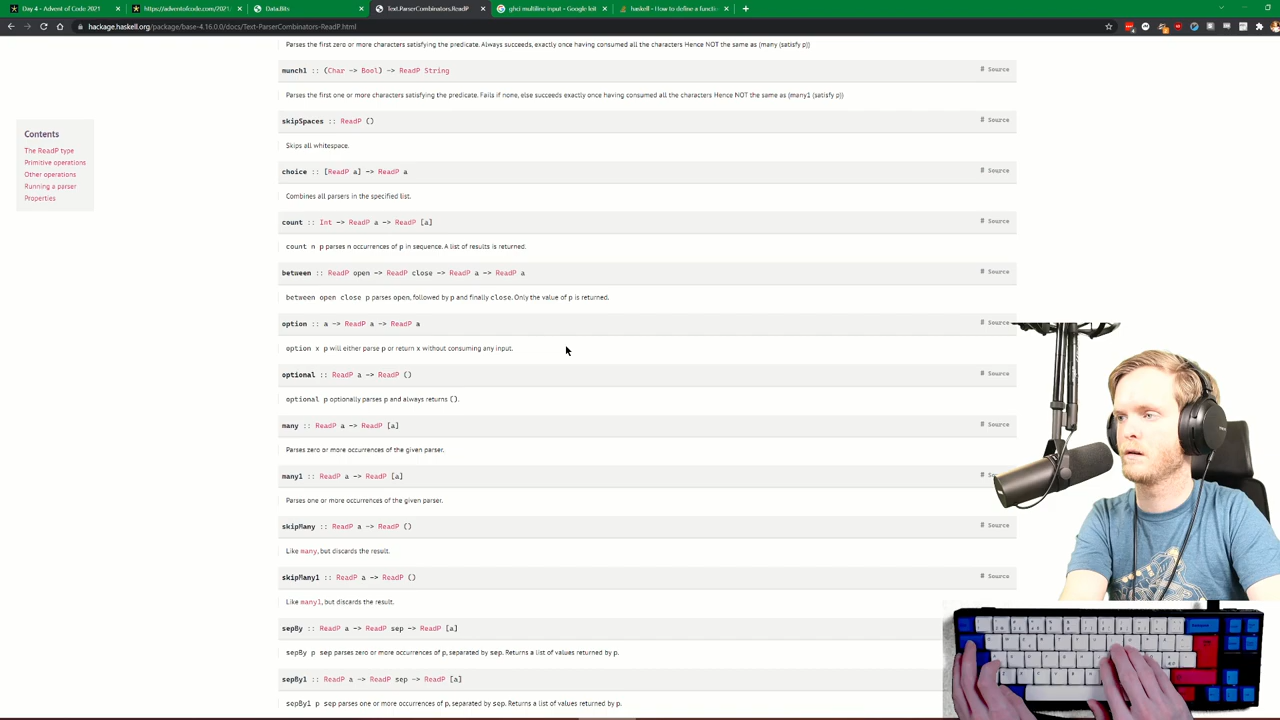 Day 4 - Advent of Code 2021
https://adventofcode.com/2021
Data.Bits
Text.ParserCombinators.ReadP
ghci multiline input - Google
haskell - How to define a functio
hackage.haskell.org/package/base-4.16.0.0/docs/Text-ParserCombinators-ReadP.html
Parses the first zero or more characters satisfying the predicate. Always succeeds, exactly once having consumed all the characters Hence NOT the same as (many (satisfy p))
munch1 :: (Char -> Bool) -> ReadP String
# Source
Parses the first one or more characters satisfying the predicate. Fails if none, else succeeds exactly once having consumed all the characters Hence NOT the same as (many1 (satisfy p))
Contents
The ReadP type
Primitive operations
Other operations
Running a parser
Properties
skipSpaces :: ReadP ()
# Source
Skips all whitespace.
choice :: [ReadP a] -> ReadP a
# Source
Combines all parsers in the specified list.
count :: Int -> ReadP a -> ReadP [a]
# Source
count n p parses n occurrences of p in sequence. A list of results is returned.
between :: ReadP open -> ReadP close -> ReadP a -> ReadP a
# Source
between open close p parses open, followed by p and finally close. Only the value of p is returned.
option :: a -> ReadP a -> ReadP a
# Source
option x p will either parse p or return x without consuming any input.
optional :: ReadP a -> ReadP ()
# Source
optional p optionally parses p and always returns ().
many :: ReadP a -> ReadP [a]
# Source
Parses zero or more occurrences of the given parser.
many1 :: ReadP a -> ReadP [a]
Parses one or more occurrences of the given parser.
skipMany :: ReadP a -> ReadP ()
# Source
Like many, but discards the result.
skipMany1 :: ReadP a -> ReadP ()
# Source
Like many1, but discards the result.
sepBy :: ReadP a -> ReadP sep -> ReadP [a]
sepBy p sep parses zero or more occurrences of p, separated by sep. Returns a list of values returned by p.
sepBy1 :: ReadP a -> ReadP sep -> ReadP [a]
sepBy1 p sep parses one or more occurrences of p, separated by sep. Returns a list of values returned by p.